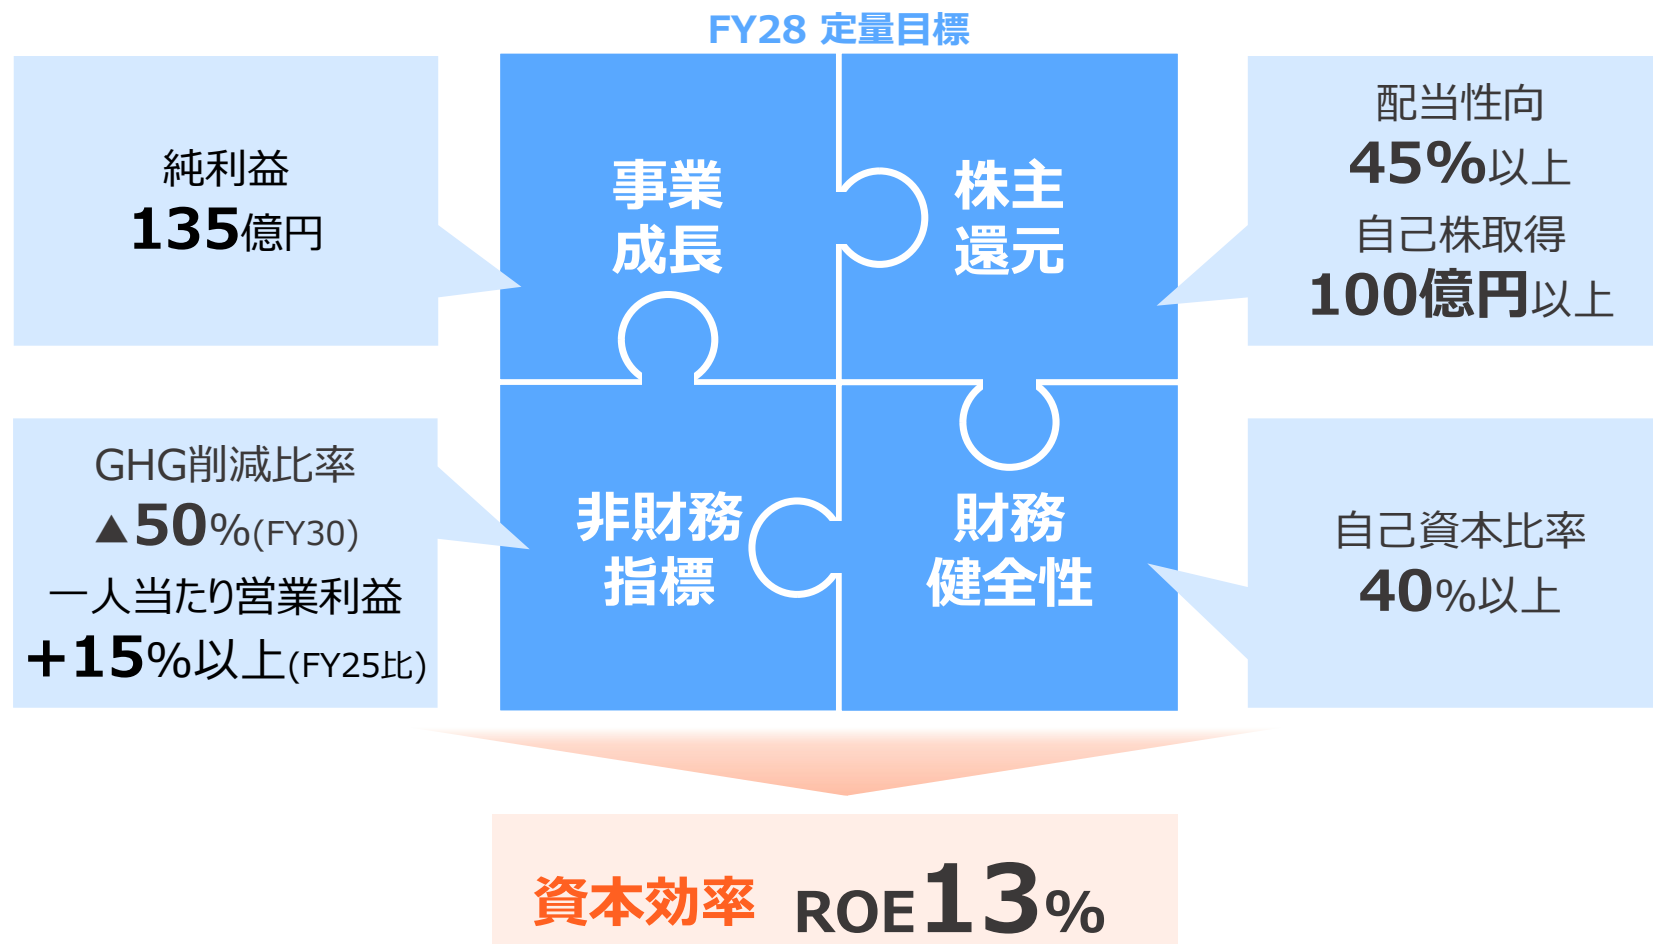 FY28 定量目標
純利益
135億円
事業
成長
株主
還元
配当性向
45%以上
自己株取得
100億円以上
GHG削減比率
▲50%(FY30)
一人当たり営業利益
+15%以上(FY25比)
非財務
指標
財務
健全性
自己資本比率
40%以上
資本効率 ROE13%